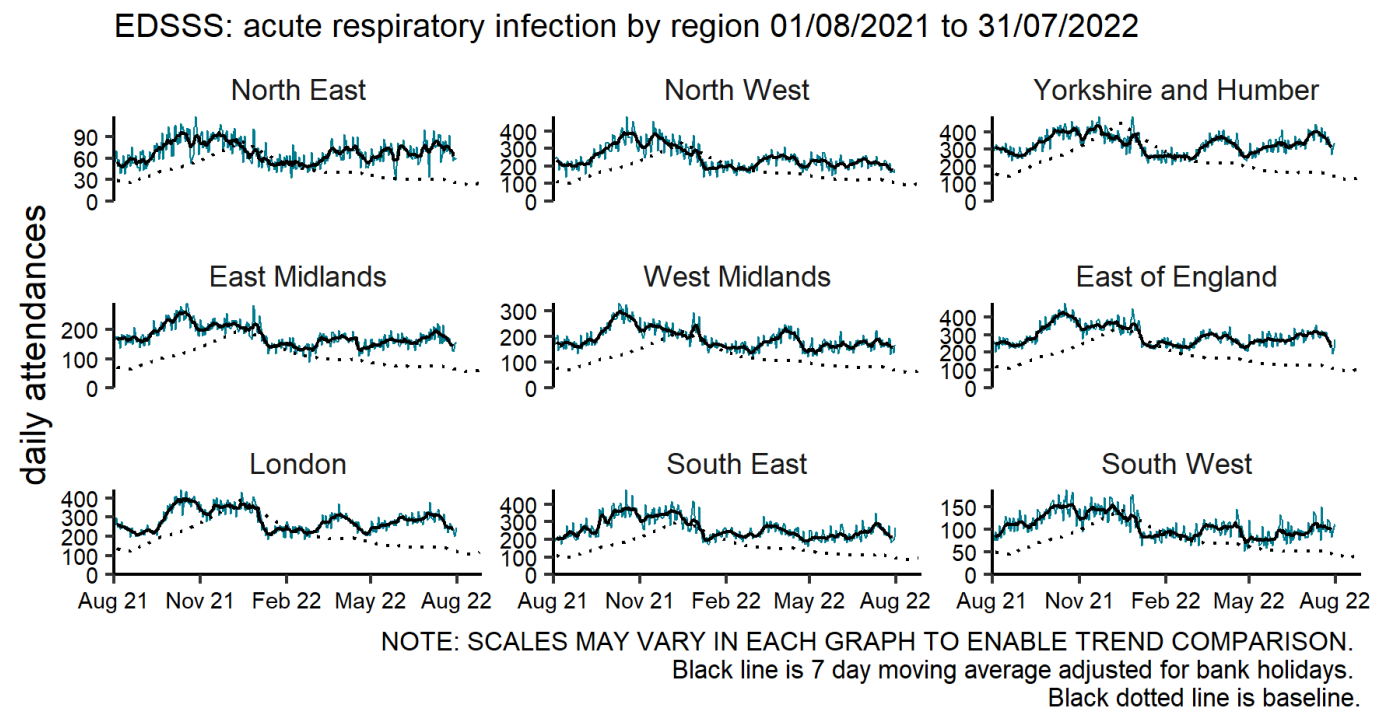 EDSSS: acute respiratory infection by region 01/08/2021 to 31/07/2022
North East
North West
Yorkshire and Humber
90
60
30
0
400
300
200
100
0
400
300
200
100
0
daily attendances
East Midlands
West Midlands
East of England
200
100
0
300
200
100
0
400
300
200
100
0
London
South East
South West
400
300
200
100
0
400
300
200
100
0
150
100
50
0
Aug 21 Nov 21 Feb 22 May 22 Aug 22
Aug 21 Nov 21 Feb 22 May 22 Aug 22
Aug 21 Nov 21 Feb 22 May 22 Aug 22
NOTE: SCALES MAY VARY IN EACH GRAPH TO ENABLE TREND COMPARISON.
Black line is 7 day moving average adjusted for bank holidays.
Black dotted line is baseline.